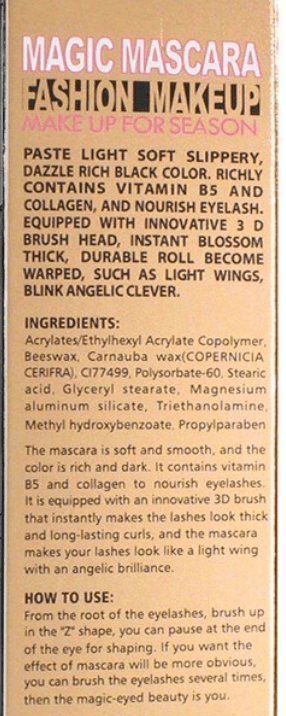 MAGIC MASCARA
FASHION MAKEUP
MAKE UP FOR SEASON
PASTE LIGHT SOFT SLIPPERY,
DAZZLE RICH BLACK COLOR. RICHLY
CONTAINS VITAMIN B5 AND
COLLAGEN, AND NOURISH EYELASH.
EQUIPPED WITH INNOVATIVE 3 D
BRUSH HEAD, INSTANT BLOSSOM
THICK, DURABLE ROLL BECOME
WARPED, SUCH AS LIGHT WINGS,
BLINK ANGELIC CLEVER.
INGREDIENTS:
Acrylates/Ethylhexyl Acrylate Copolymer,
Beeswax, Carnauba wax(COPERNICIA
CERIFRA), CI77499, Polysorbate-60, Stearic
acid, Glyceryl stearate, Magnesium
aluminum silicate, Triethanolamine,
Methyl hydroxybenzoate, Propylparaben
The mascara is soft and smooth, and the
color is rich and dark. It contains vitamin
B5 and collagen to nourish eyelashes.
It is equipped with an innovative 3D brush
that instantly makes the lashes look thick
and long-lasting curls, and the mascara
makes your lashes look like a light wing
with an angelic brilliance.
HOW TO USE:
From the root of the eyelashes, brush up
in the "Z" shape, you can pause at the end
of the eye for shaping. If you want the
effect of mascara will be more obvious,
you can brush the eyelashes several times,
then the magic-eyed beauty is you.